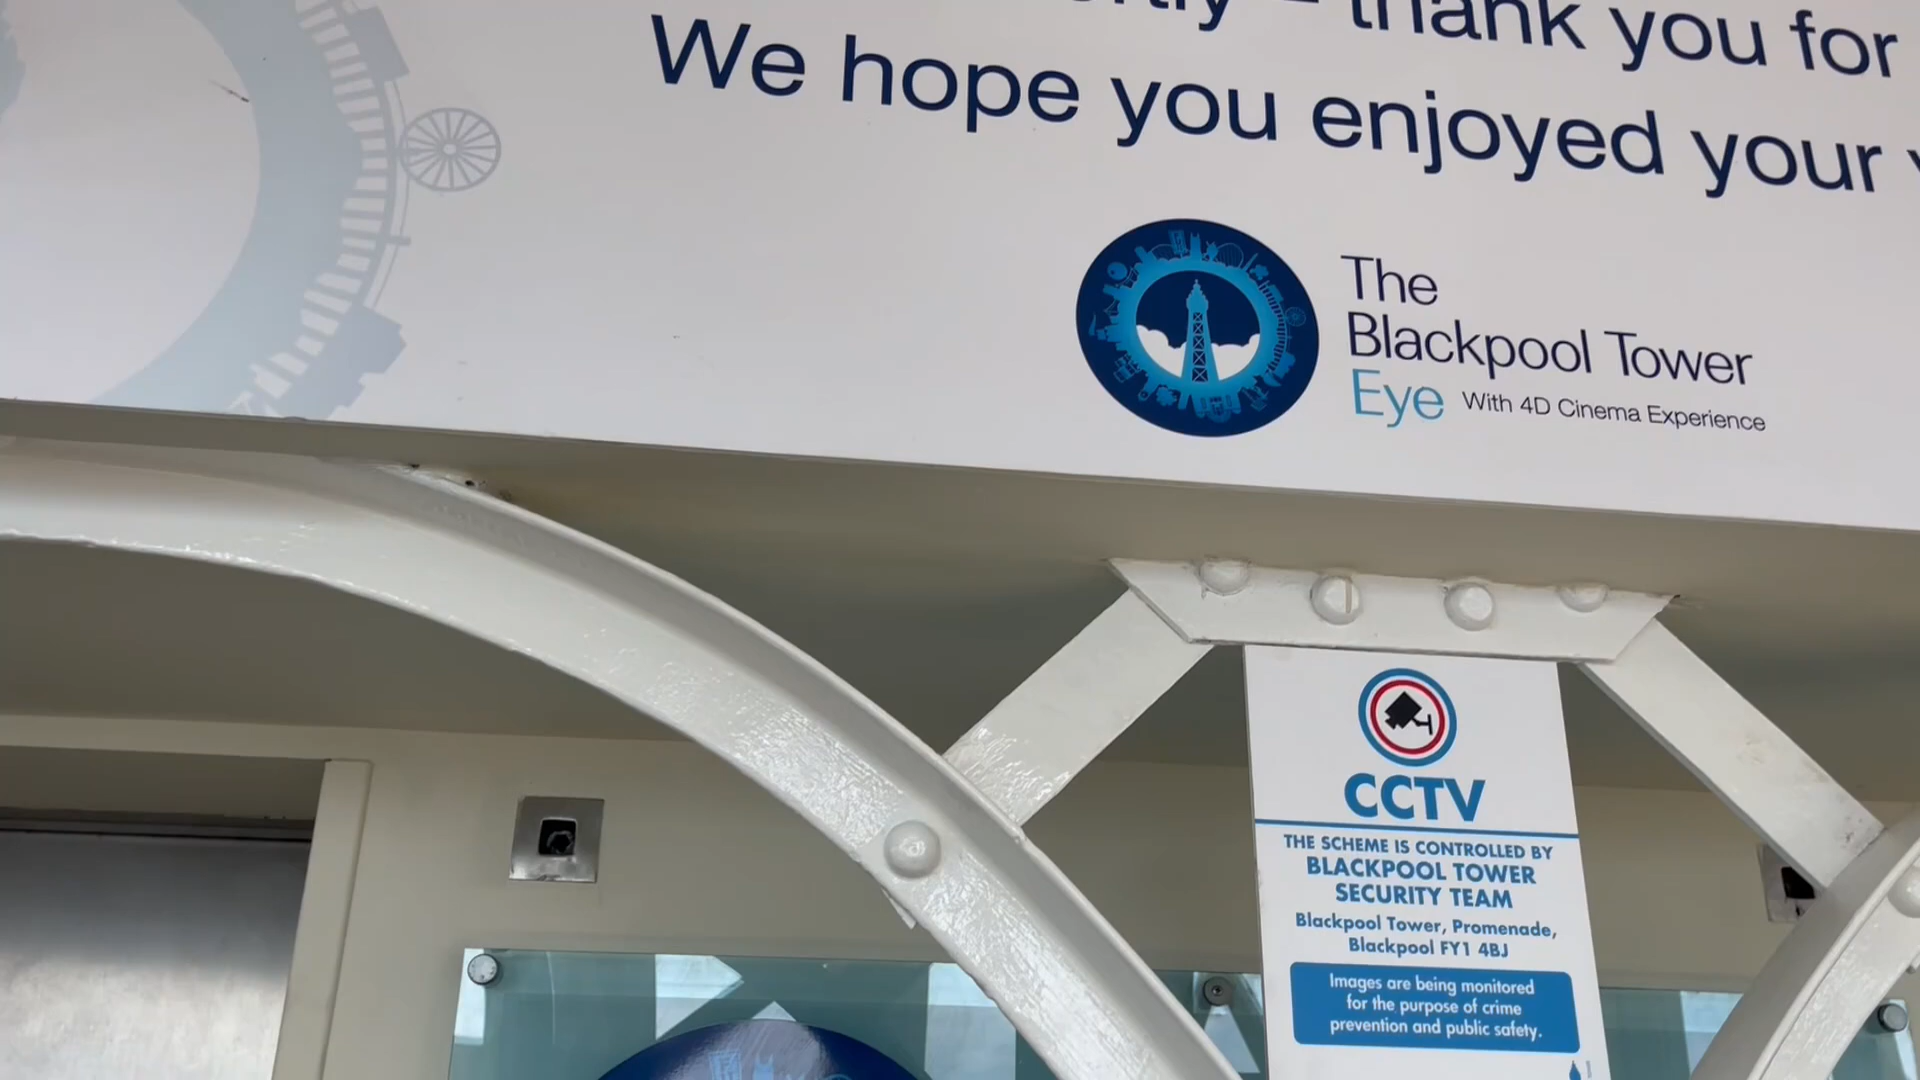 thank you for
We hope you enjoyed your
The
Blackpool Tower
Eye With 4D Cinema Experience
CCTV
THE SCHEME IS CONTROLLED BY
BLACKPOOL TOWER
SECURITY TEAM
Blackpool Tower, Promenade,
Blackpool FY1 4BJ
Images are being monitored
for the purpose of crime
prevention and public safety.